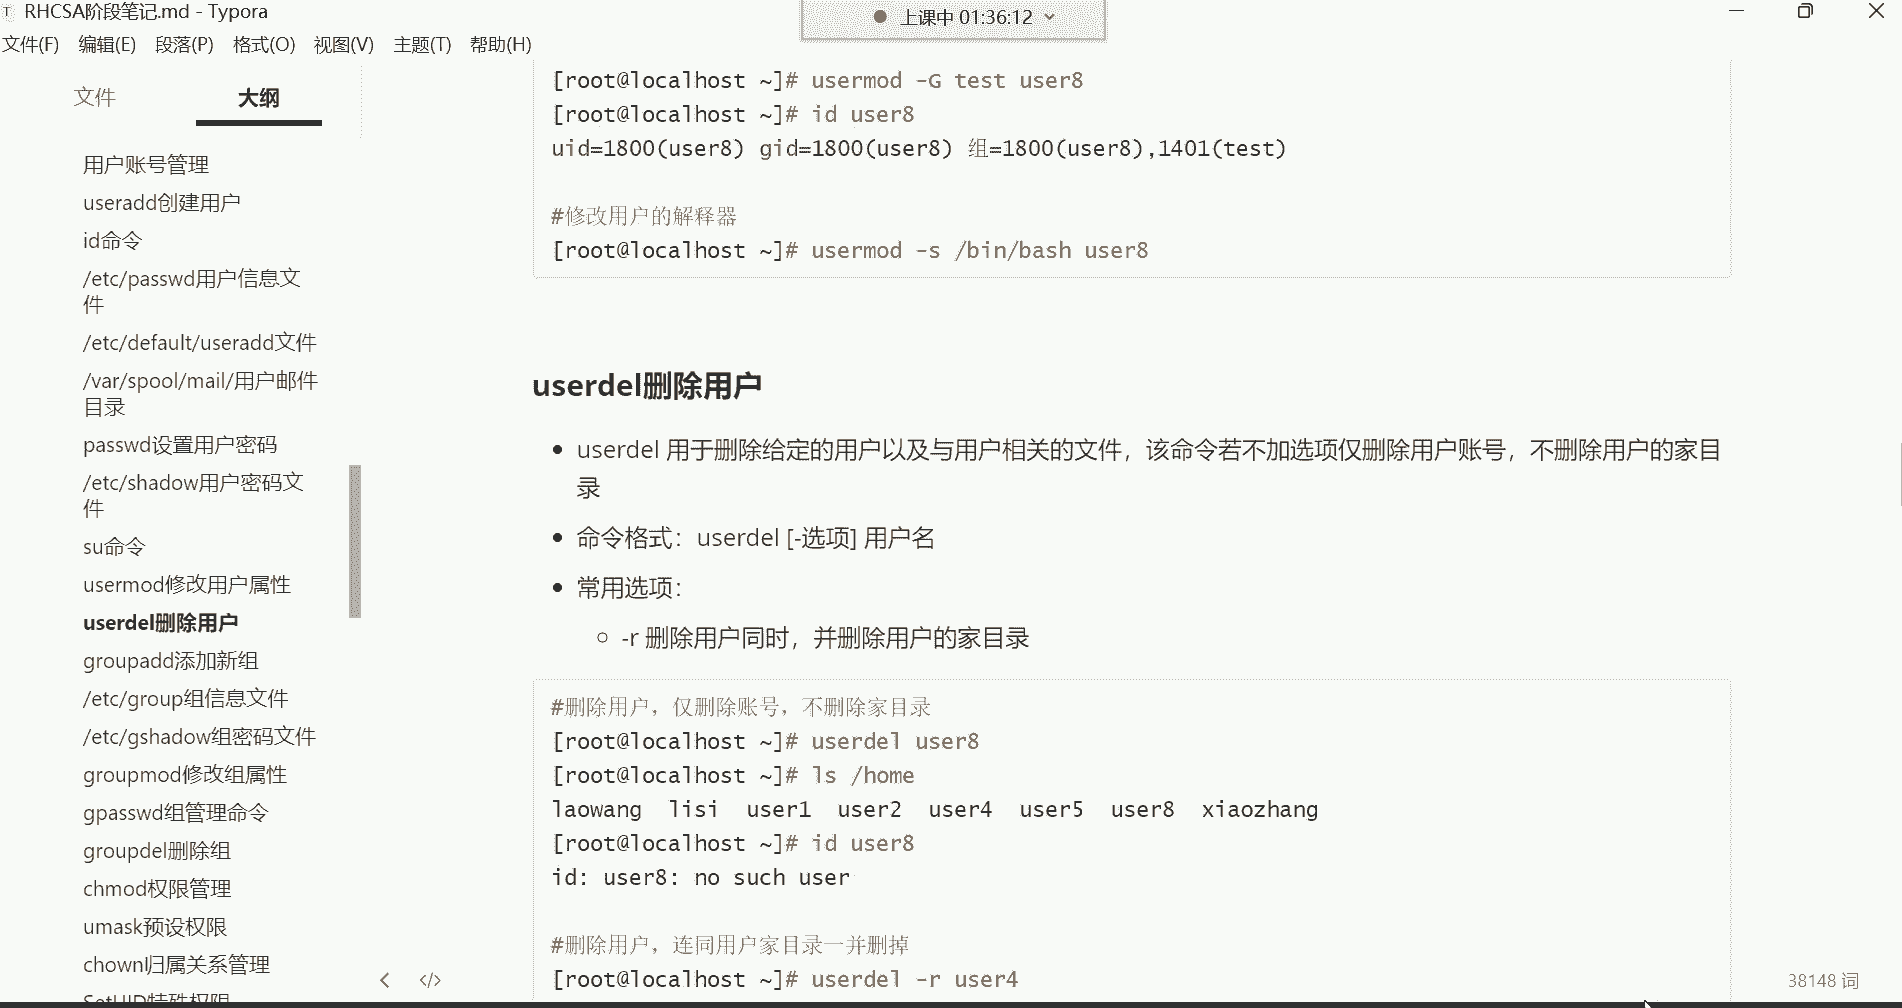 RHCSA阶段笔记.md - Typora
上课中 01:36:12
文件(F) 编辑(E) 段落(P) 格式(O) 视图(V) 主题(T) 帮助(H)
文件 大纲
用户账号管理
useradd创建用户
id命令
/etc/passwd用户信息文
件
/etc/default/useradd文件
/var/spool/mail/用户邮件
目录
passwd设置用户密码
/etc/shadow用户密码文
件
su命令
usermod修改用户属性
userdel删除用户
groupadd添加新组
/etc/group组信息文件
/etc/gshadow组密码文件
groupmod修改组属性
gpasswd组管理命令
groupdel删除组
chmod权限管理
umask预设权限
chown归属关系管理
SetUID特殊权限
[root@localhost ~]# usermod -G test user8
[root@localhost ~]# id user8
uid=1800(user8) gid=1800(user8) 组=1800(user8),1401(test)
#修改用户的解释器
[root@localhost ~]# usermod -s /bin/bash user8
userdel删除用户
userdel 用于删除给定的用户以及与用户相关的文件，该命令若不加选项仅删除用户账号，不删除用户的家目
录
命令格式：userdel [-选项] 用户名
常用选项：
-r 删除用户同时，并删除用户的家目录
#删除用户，仅删除账号，不删除家目录
[root@localhost ~]# userdel user8
[root@localhost ~]# ls /home
laowang lisi user1 user2 user4 user5 user8 xiaozhang
[root@localhost ~]# id user8
id: user8: no such user
#删除用户，连同用户家目录一并删掉
[root@localhost ~]# userdel -r user4
38148 词